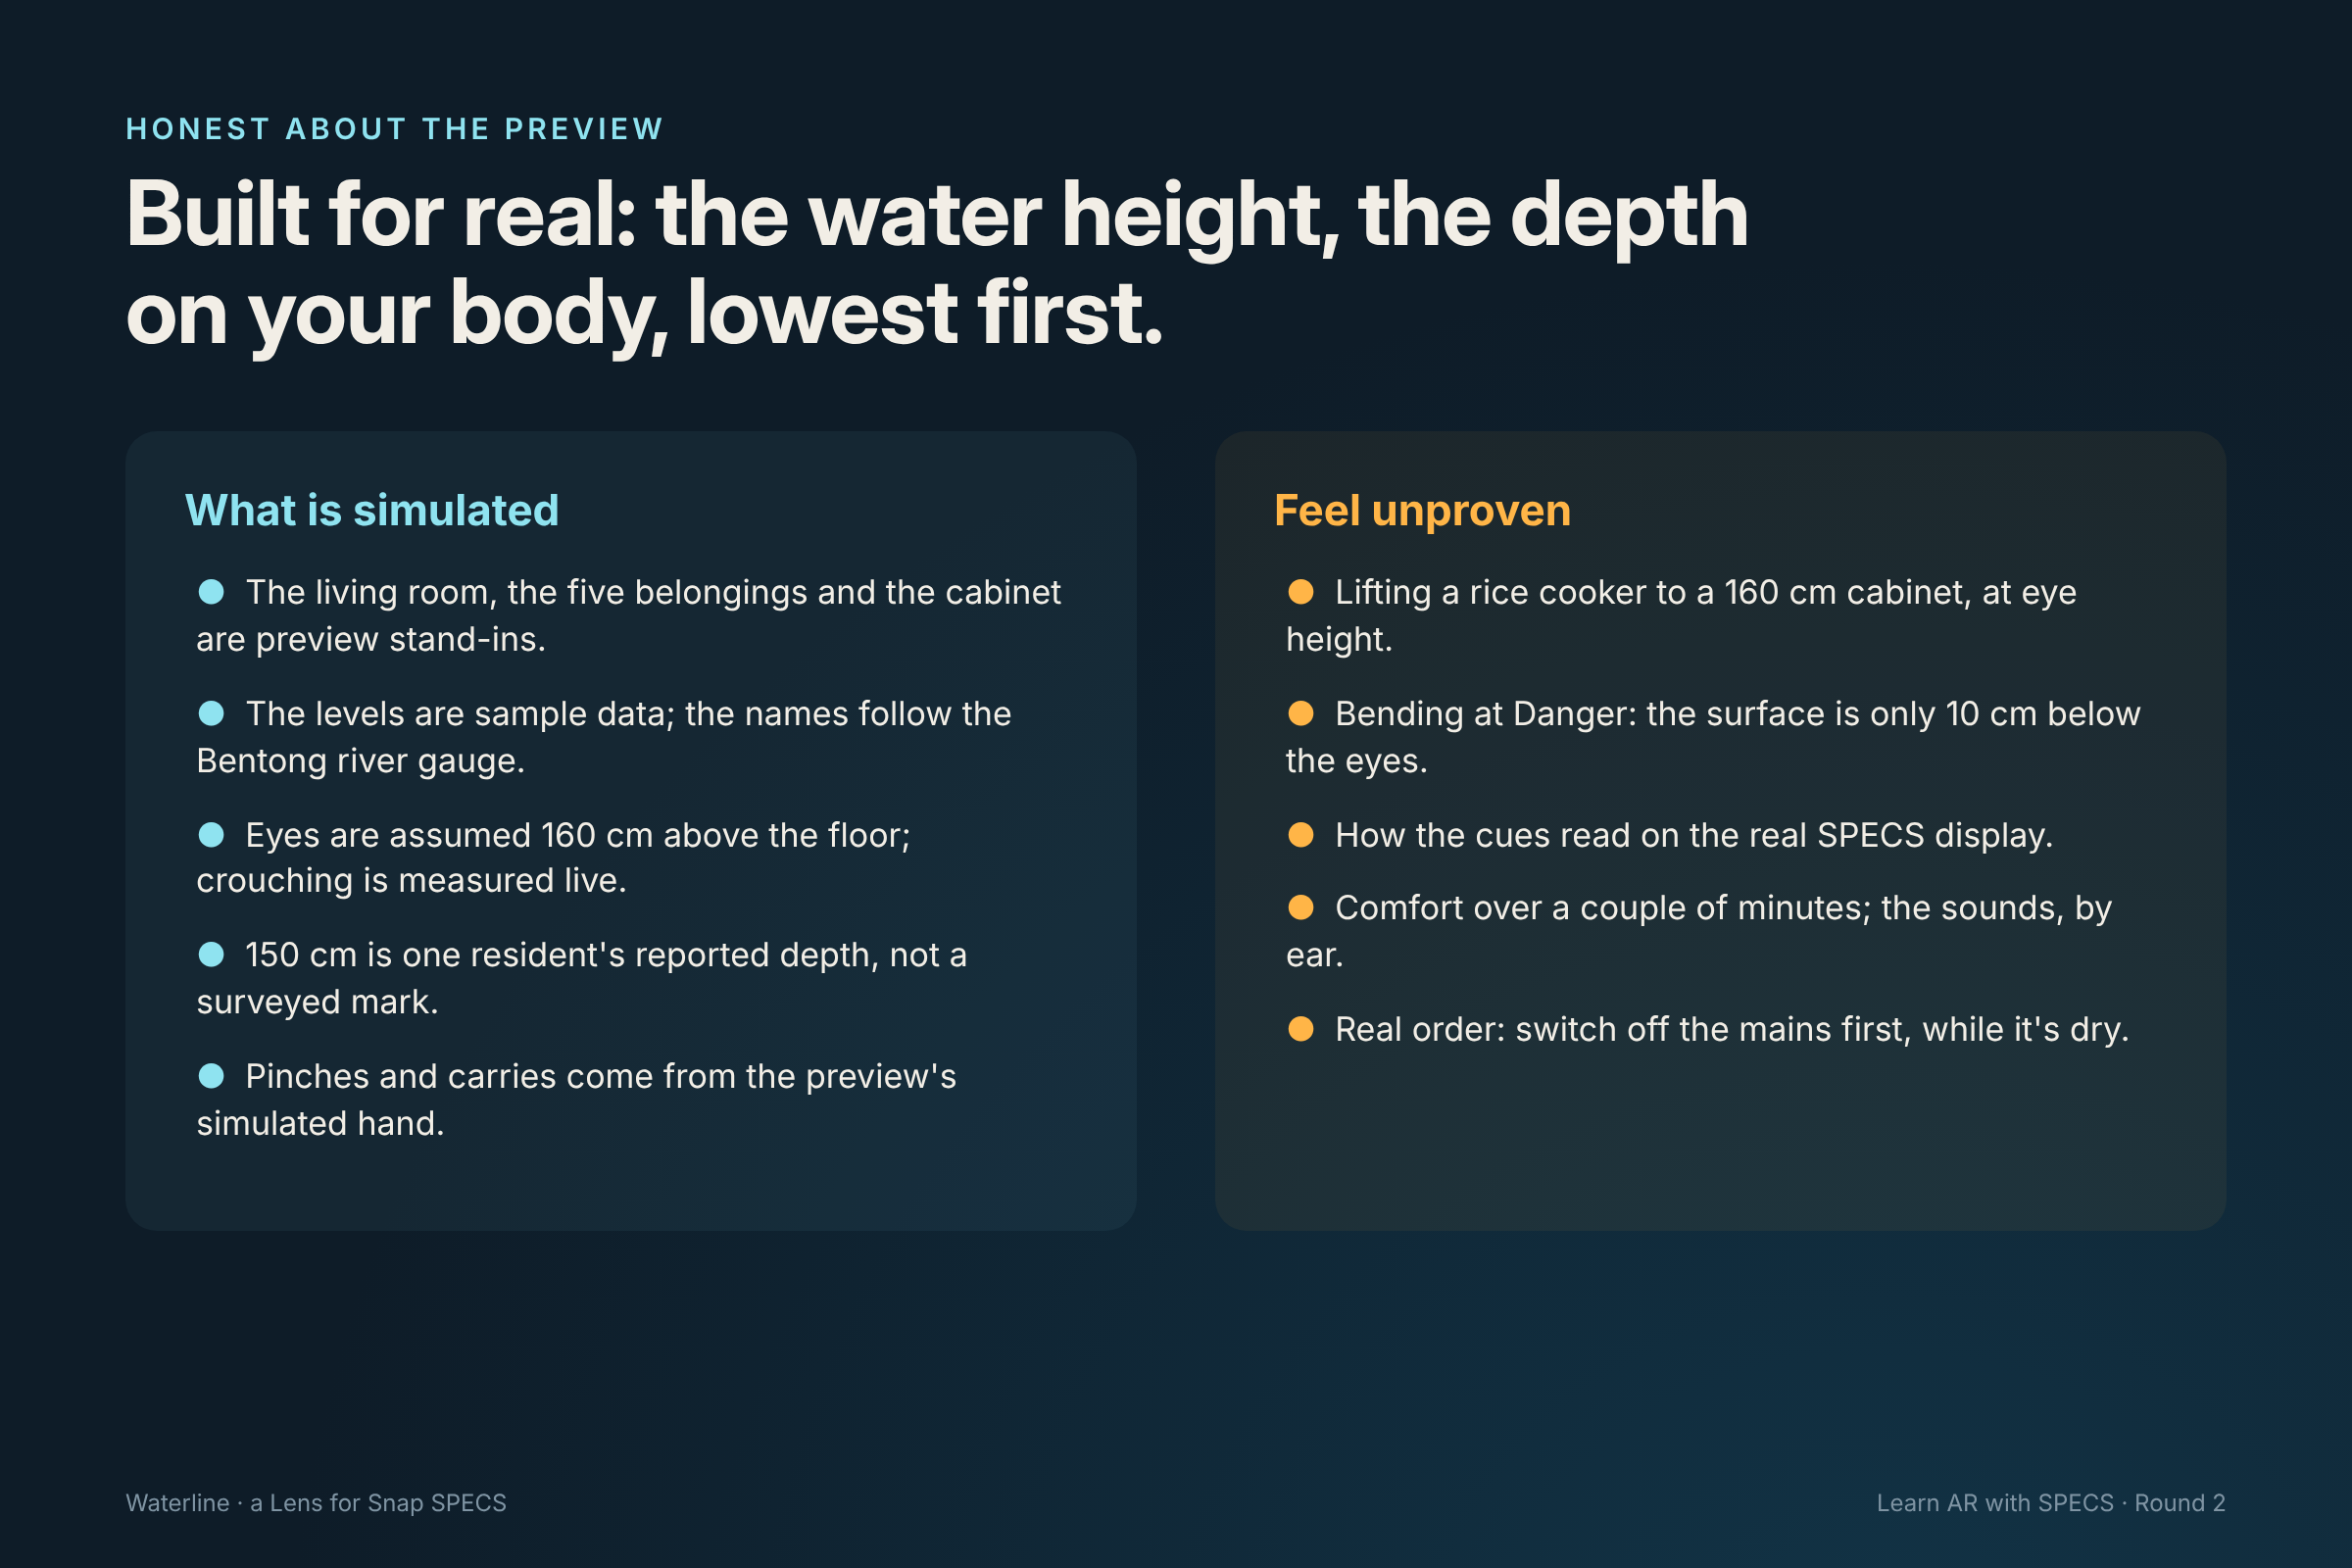 HONEST ABOUT THE PREVIEW
Built for real: the water height, the depth
on your body, lowest first.
What is simulated
● The living room, the five belongings and the cabinet
are preview stand-ins.
● The levels are sample data; the names follow the
Bentong river gauge.
● Eyes are assumed 160 cm above the floor;
crouching is measured live.
● 150 cm is one resident's reported depth, not a
surveyed mark.
● Pinches and carries come from the preview's
simulated hand.
Feel unproven
● Lifting a rice cooker to a 160 cm cabinet, at eye
height.
● Bending at Danger: the surface is only 10 cm below
the eyes.
● How the cues read on the real SPECS display.
● Comfort over a couple of minutes; the sounds, by
ear.
● Real order: switch off the mains first, while it's dry.
Waterline · a Lens for Snap SPECS
Learn AR with SPECS · Round 2